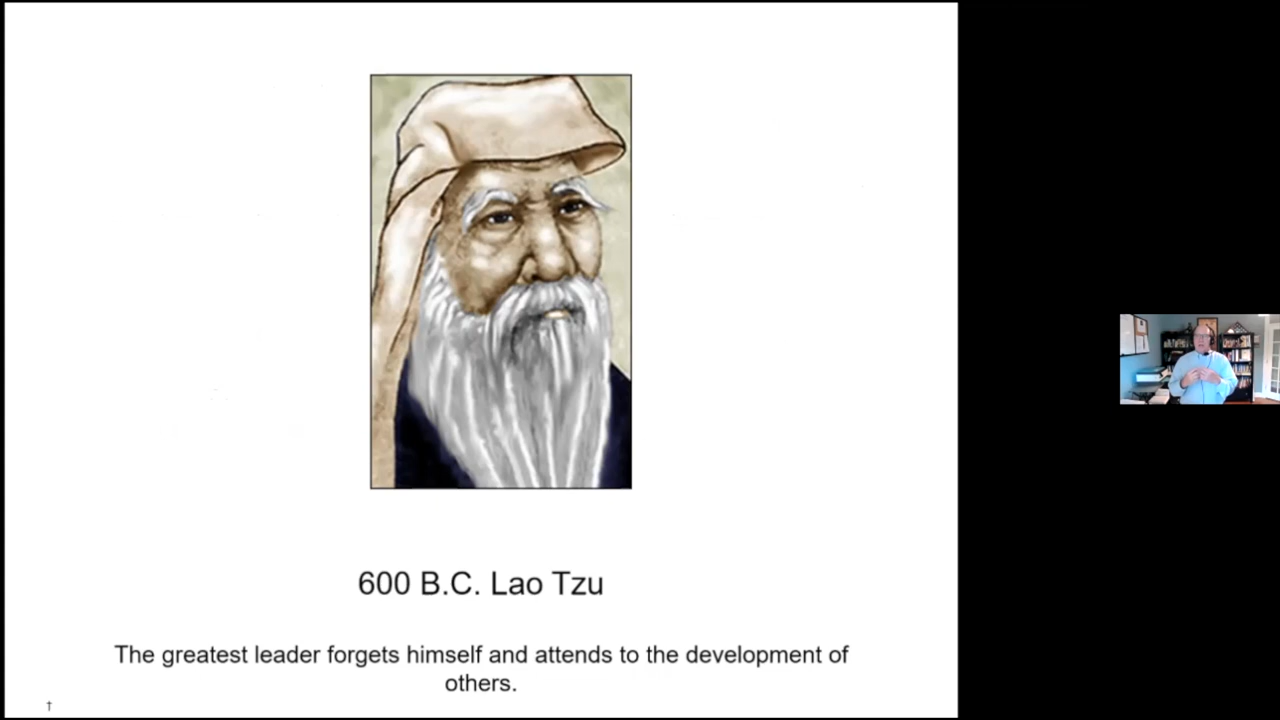 600 B.C. Lao Tzu
The greatest leader forgets himself and attends to the development of
others.
†